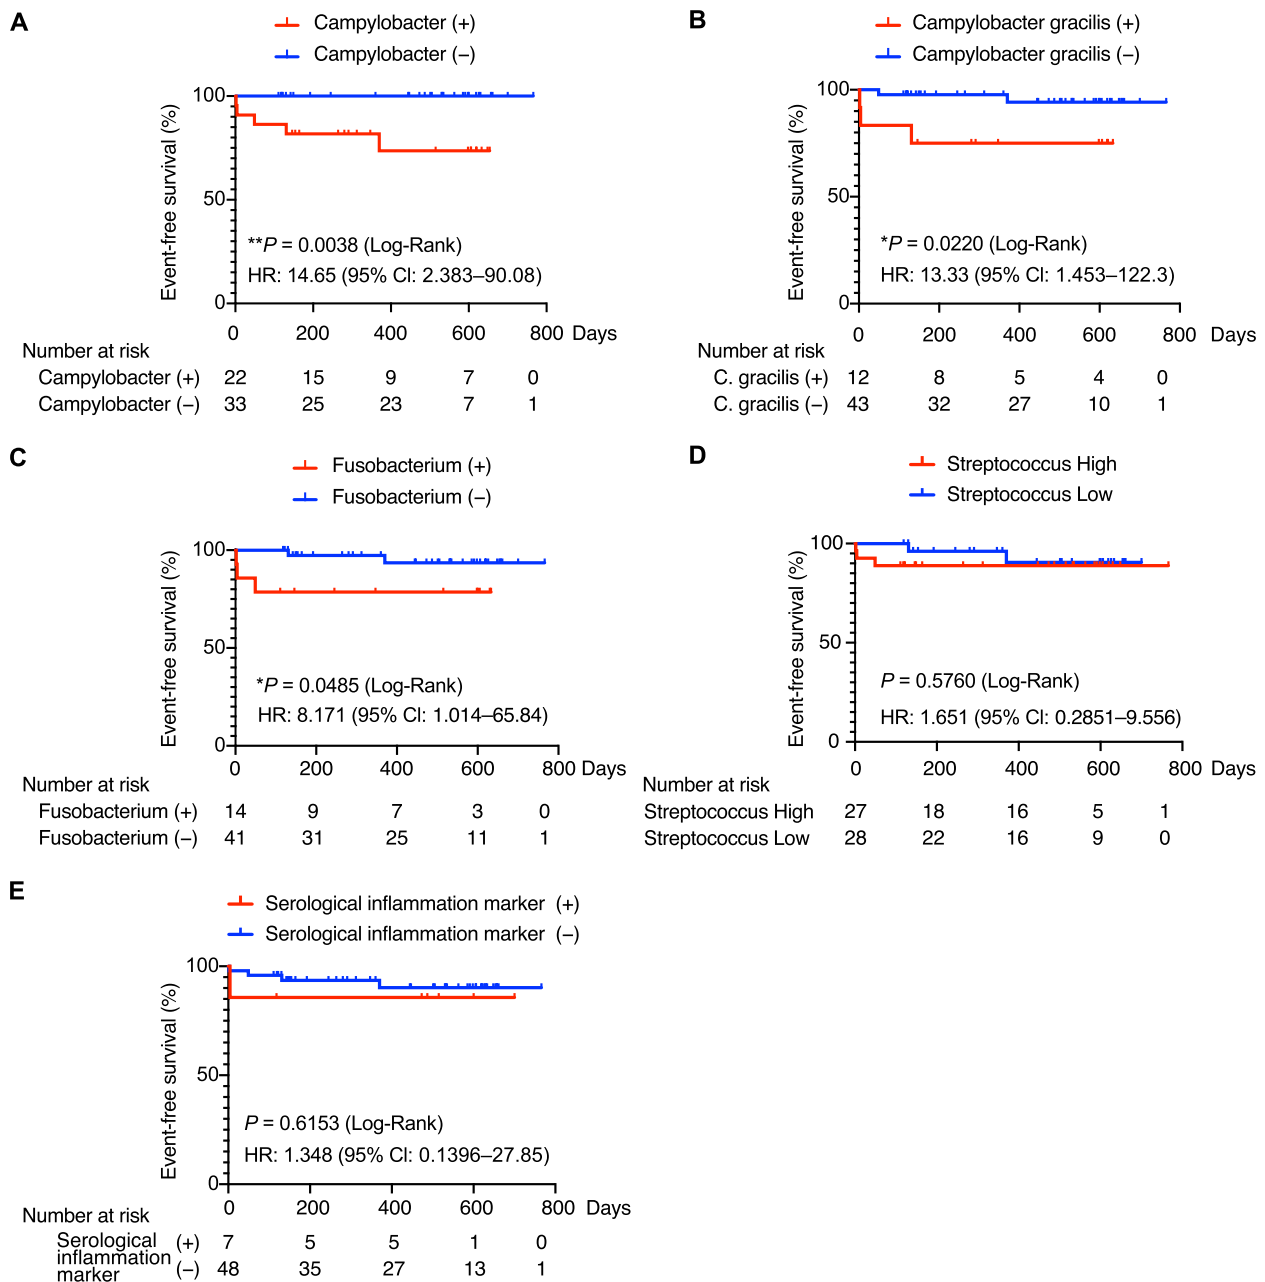 A
Campylobacter (+)
Campylobacter (–)
Event-free survival (%)
100
50
0
**P = 0.0038 (Log-Rank)
HR: 14.65 (95% CI: 2.383–90.08)
0 200 400 600 800 Days
Number at risk
Campylobacter (+) 22 15 9 7 0
Campylobacter (–) 33 25 23 7 1
B
Campylobacter gracilis (+)
Campylobacter gracilis (–)
Event-free survival (%)
100
50
0
*P = 0.0220 (Log-Rank)
HR: 13.33 (95% CI: 1.453–122.3)
0 200 400 600 800 Days
Number at risk
C. gracilis (+) 12 8 5 4 0
C. gracilis (–) 43 32 27 10 1
C
Fusobacterium (+)
Fusobacterium (–)
Event-free survival (%)
100
50
0
*P = 0.0485 (Log-Rank)
HR: 8.171 (95% CI: 1.014–65.84)
0 200 400 600 800 Days
Number at risk
Fusobacterium (+) 14 9 7 3 0
Fusobacterium (–) 41 31 25 11 1
D
Streptococcus High
Streptococcus Low
Event-free survival (%)
100
50
0
P = 0.5760 (Log-Rank)
HR: 1.651 (95% CI: 0.2851–9.556)
0 200 400 600 800 Days
Number at risk
Streptococcus High 27 18 16 5 1
Streptococcus Low 28 22 16 9 0
E
Serological inflammation marker (+)
Serological inflammation marker (–)
Event-free survival (%)
100
50
0
P = 0.6153 (Log-Rank)
HR: 1.348 (95% CI: 0.1396–27.85)
0 200 400 600 800 Days
Number at risk
Serological
inflammation
marker
(+) 7 5 5 1 0
(–) 48 35 27 13 1